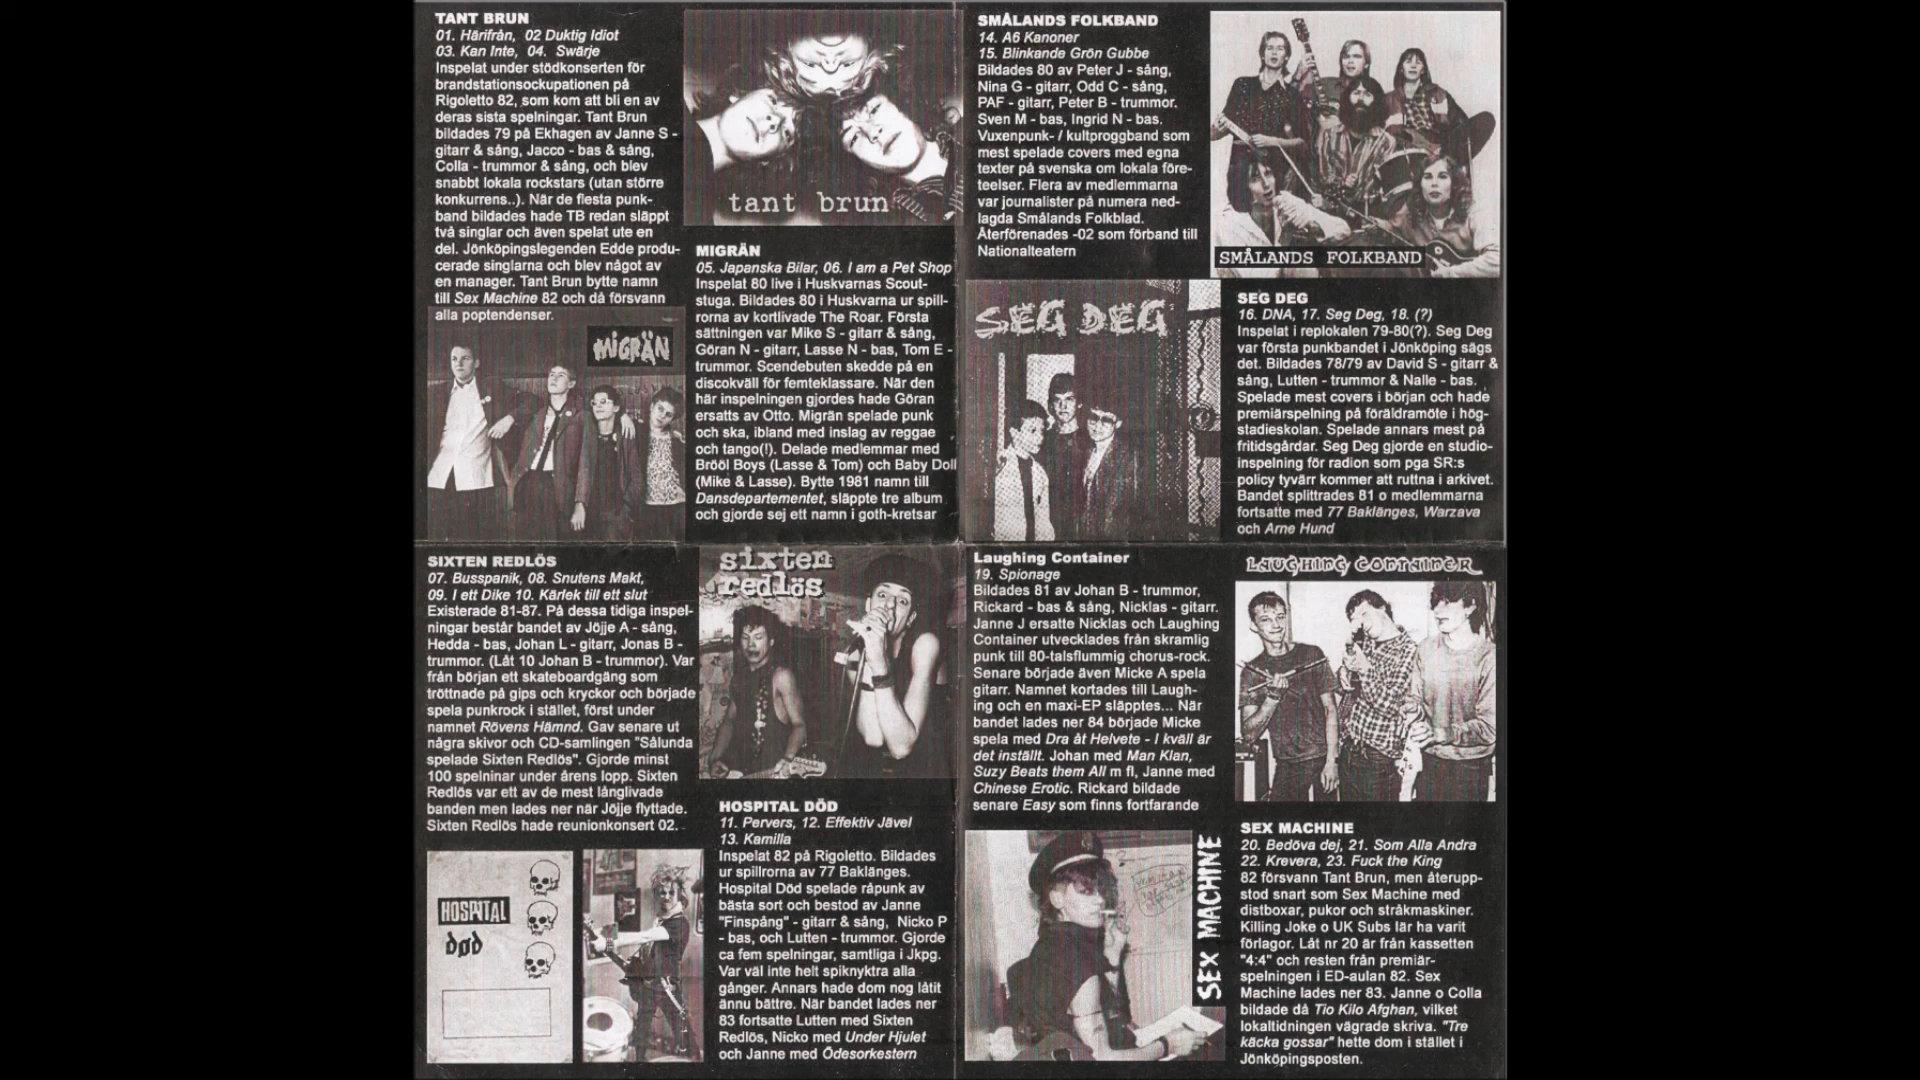 TANT BRUN
01. Härifrån, 02 Duktig Idiot
03. Kan Inte, 04. Swärje
Inspelat under stödkonserten för
brandstationsockupationen på
Rigoletto 82, som kom att bli en av
deras sista spelningar. Tant Brun
bildades 79 på Ekhagen av Janne S -
gitarr & sång, Jacco - bas & sång,
Colla - trummor & sång, och blev
snabbt lokala rockstars (utan större
konkurrens..). När de flesta punk-
band bildades hade TB redan släppt
två singlar och även spelat ute en
del. Jönköpingslegenden Edde produ-
cerade singlarna och blev något av
en manager. Tant Brun bytte namn
till Sex Machine 82 och då försvann
alla poptendenser.
tant brun
MIGRÄN
MIGRÄN
05. Japanska Bilar, 06. I am a Pet Shop
Inspelat 80 live i Huskvarnas Scout-
stuga. Bildades 80 i Huskvarna ur spill-
rorna av kortlivade The Roar. Första
sättningen var Mike S - gitarr & sång,
Göran N - gitarr, Lasse N - bas, Tom E -
trummor. Scendebuten skedde på en
discokväll för femteklassare. När den
här inspelningen gjordes hade Göran
ersatts av Otto. Migrän spelade punk
och ska, ibland med inslag av reggae
och tango(!). Delade medlemmar med
Brööl Boys (Lasse & Tom) och Baby Doll
(Mike & Lasse). Bytte 1981 namn till
Dansdepartementet, släppte tre album
och gjorde sej ett namn i goth-kretsar
SMÅLANDS FOLKBAND
14. A6 Kanoner
15. Blinkande Grön Gubbe
Bildades 80 av Peter J - sång,
Nina G - gitarr, Odd C - sång,
PAF - gitarr, Peter B - trummor.
Sven M - bas, Ingrid N - bas.
Vuxenpunk- / kultproggband som
mest spelade covers med egna
texter på svenska om lokala före-
teelser. Flera av medlemmarna
var journalister på numera ned-
lagda Smålands Folkblad.
Återförenades -02 som förband till
Nationalteatern
SMÅLANDS FOLKBAND
SEG DEG
SEG DEG
16. DNA, 17. Seg Deg, 18. (?)
Inspelat i replokalen 79-80(?). Seg Deg
var första punkbandet i Jönköping sägs
det. Bildades 78/79 av David S - gitarr &
sång, Lutten - trummor & Nalle - bas.
Spelade mest covers i början och hade
premiärspelning på föräldramöte i hög-
stadieskolan. Spelade annars mest på
fritidsgårdar. Seg Deg gjorde en studio-
inspelning för radion som pga SR:s
policy tyvärr kommer att ruttna i arkivet.
Bandet splittrades 81 o medlemmarna
fortsatte med 77 Baklänges, Warzava
och Arne Hund
SIXTEN REDLÖS
07. Busspanik, 08. Snutens Makt,
09. I ett Dike 10. Kärlek till ett slut
Existerade 81-87. På dessa tidiga inspel-
ningar består bandet av Jöjje A - sång,
Hedda - bas, Johan L - gitarr, Jonas B -
trummor. (Låt 10 Johan B - trummor). Var
från början ett skateboardgäng som
tröttnade på gips och kryckor och började
spela punkrock i stället, först under
namnet Rövens Hämnd. Gav senare ut
några skivor och CD-samlingen "Sålunda
spelade Sixten Redlös". Gjorde minst
100 spelninar under årens lopp. Sixten
Redlös var ett av de mest långlivade
banden men lades ner när Jöjje flyttade.
Sixten Redlös hade reunionkonsert 02.
sixten
redlös
HOSPITAL
död
HOSPITAL DÖD
11. Pervers, 12. Effektiv Jävel
13. Kamilla
Inspelat 82 på Rigoletto. Bildades
ur spillrorna av 77 Baklänges.
Hospital Död spelade råpunk av
bästa sort och bestod av Janne
"Finspång" - gitarr & sång, Nicko P
- bas, och Lutten - trummor. Gjorde
ca fem spelningar, samtliga i Jkpg.
Var väl inte helt spiknyktra alla
gånger. Annars hade dom nog låtit
ännu bättre. När bandet lades ner
83 fortsatte Lutten med Sixten
Redlös, Nicko med Under Hjulet
och Janne med Ödesorkestern
Laughing Container
19. Spionage
Bildades 81 av Johan B - trummor,
Rickard - bas & sång, Nicklas - gitarr.
Janne J ersatte Nicklas och Laughing
Container utvecklades från skramlig
punk till 80-talsflummig chorus-rock.
Senare började även Micke A spela
gitarr. Namnet kortades till Laugh-
ing och en maxi-EP släpptes... När
bandet lades ner 84 började Micke
spela med Dra åt Helvete - I kväll är
det inställt. Johan med Man Klan,
Suzy Beats them All m fl, Janne med
Chinese Erotic. Rickard bildade
senare Easy som finns fortfarande
LAUGHING CONTAINER
SEX MACHINE
SEX MACHINE
20. Bedöva dej, 21. Som Alla Andra
22. Krevera, 23. Fuck the King
82 försvann Tant Brun, men återupp-
stod snart som Sex Machine med
distboxar, pukor och stråkmaskiner.
Killing Joke o UK Subs lär ha varit
förlagor. Låt nr 20 är från kassetten
"4:4" och resten från premiär-
spelningen i ED-aulan 82. Sex
Machine lades ner 83. Janne o Colla
bildade då Tio Kilo Afghan, vilket
lokaltidningen vägrade skriva. "Tre
käcka gossar" hette dom i stället i
Jönköpingsposten.